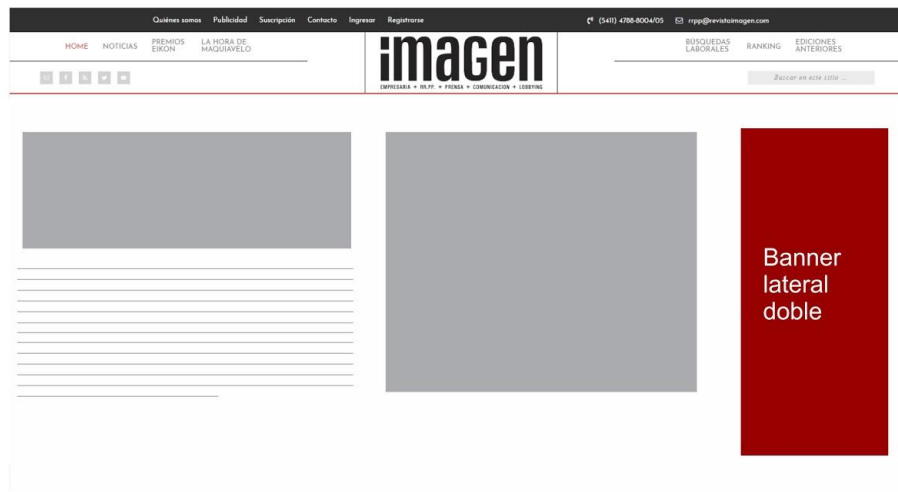 Quiénes somos Publicidad Suscripción Contacto Ingresar Registrarse (5411) 4788-8004/05 rrpp@revistaimagen.com
HOME NOTICIAS PREMIOS EIKON LA HORA DE MAQUIAVELO
imagen
EMPRESARIA + RR.PP. + PRENSA + COMUNICACION + LOBBYING
BÚSQUEDAS LABORALES RANKING EDICIONES ANTERIORES
Buscar en este sitio ...
Banner
lateral
doble